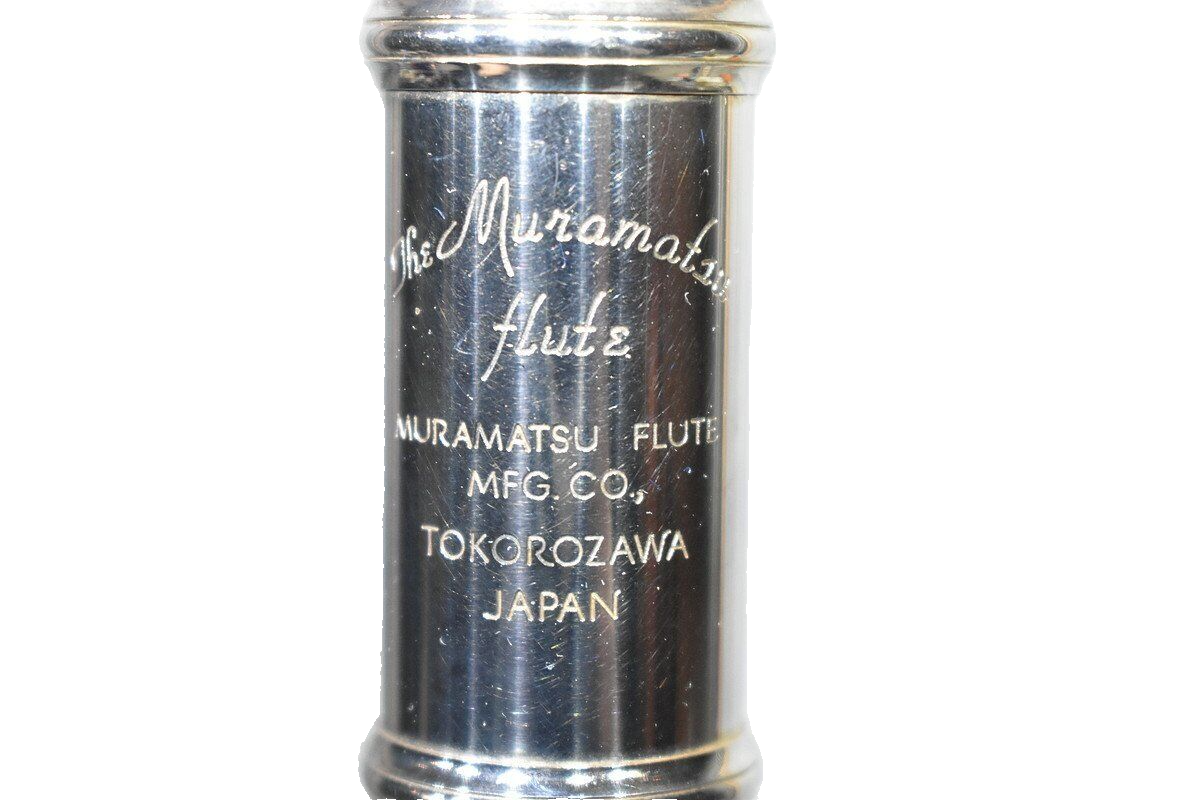 The Muramatsu
flute
MURAMATSU FLUTE
MFG. CO.,
TOKOROZAWA
JAPAN